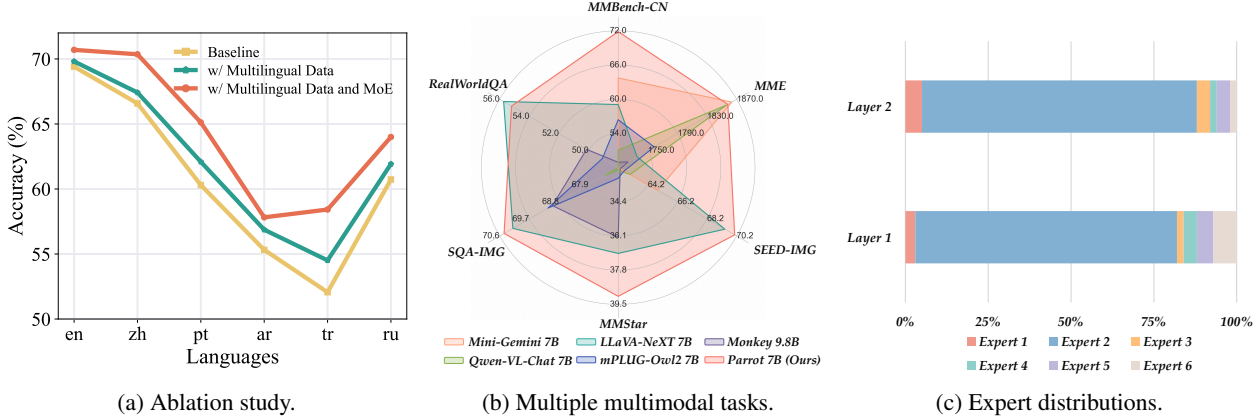 Accuracy (%)
70
65
60
55
50
Baseline
w/ Multilingual Data
w/ Multilingual Data and MoE
en zh pt ar tr ru
Languages
(a) Ablation study.
MMBench-CN
72.0
66.0
60.0
54.0
MME
1870.0
1830.0
1790.0
1750.0
RealWorldQA
56.0
54.0
52.0
50.0
67.9
68.8
69.7
70.6
SQA-IMG
64.2
66.2
68.2
70.2
SEED-IMG
34.4
36.1
37.8
39.5
MMStar
Mini-Gemini 7B LLaVA-NeXT 7B Monkey 9.8B
Qwen-VL-Chat 7B mPLUG-Owl2 7B Parrot 7B (Ours)
(b) Multiple multimodal tasks.
Layer 2
Layer 1
0% 25% 50% 75% 100%
Expert 1 Expert 2 Expert 3
Expert 4 Expert 5 Expert 6
(c) Expert distributions.